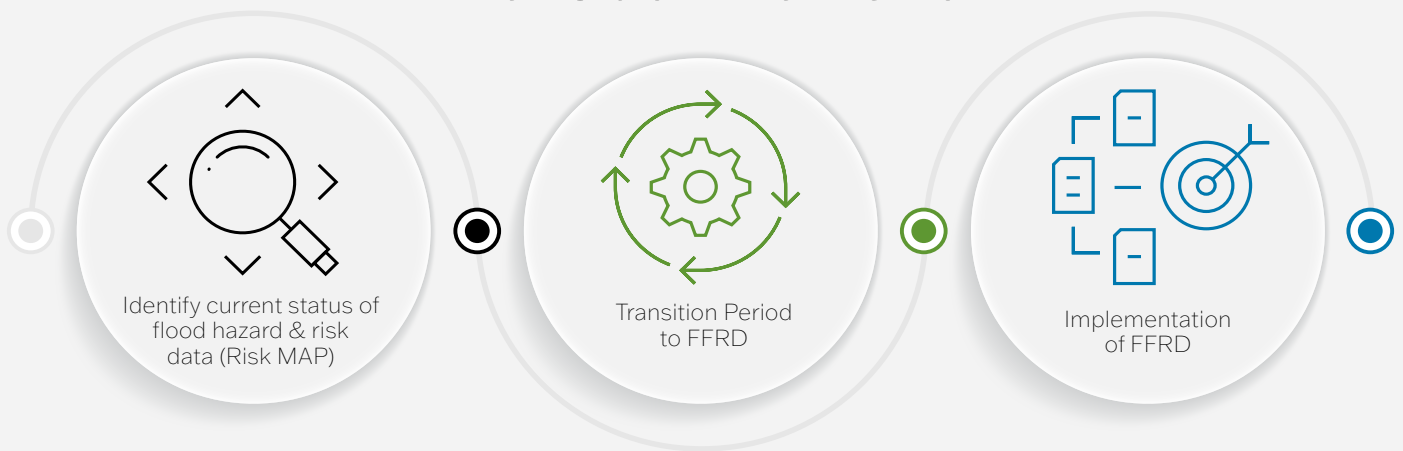 Identify current status of
flood hazard & risk
data (Risk MAP)
Transition Period
to FFRD
Implementation
of FFRD